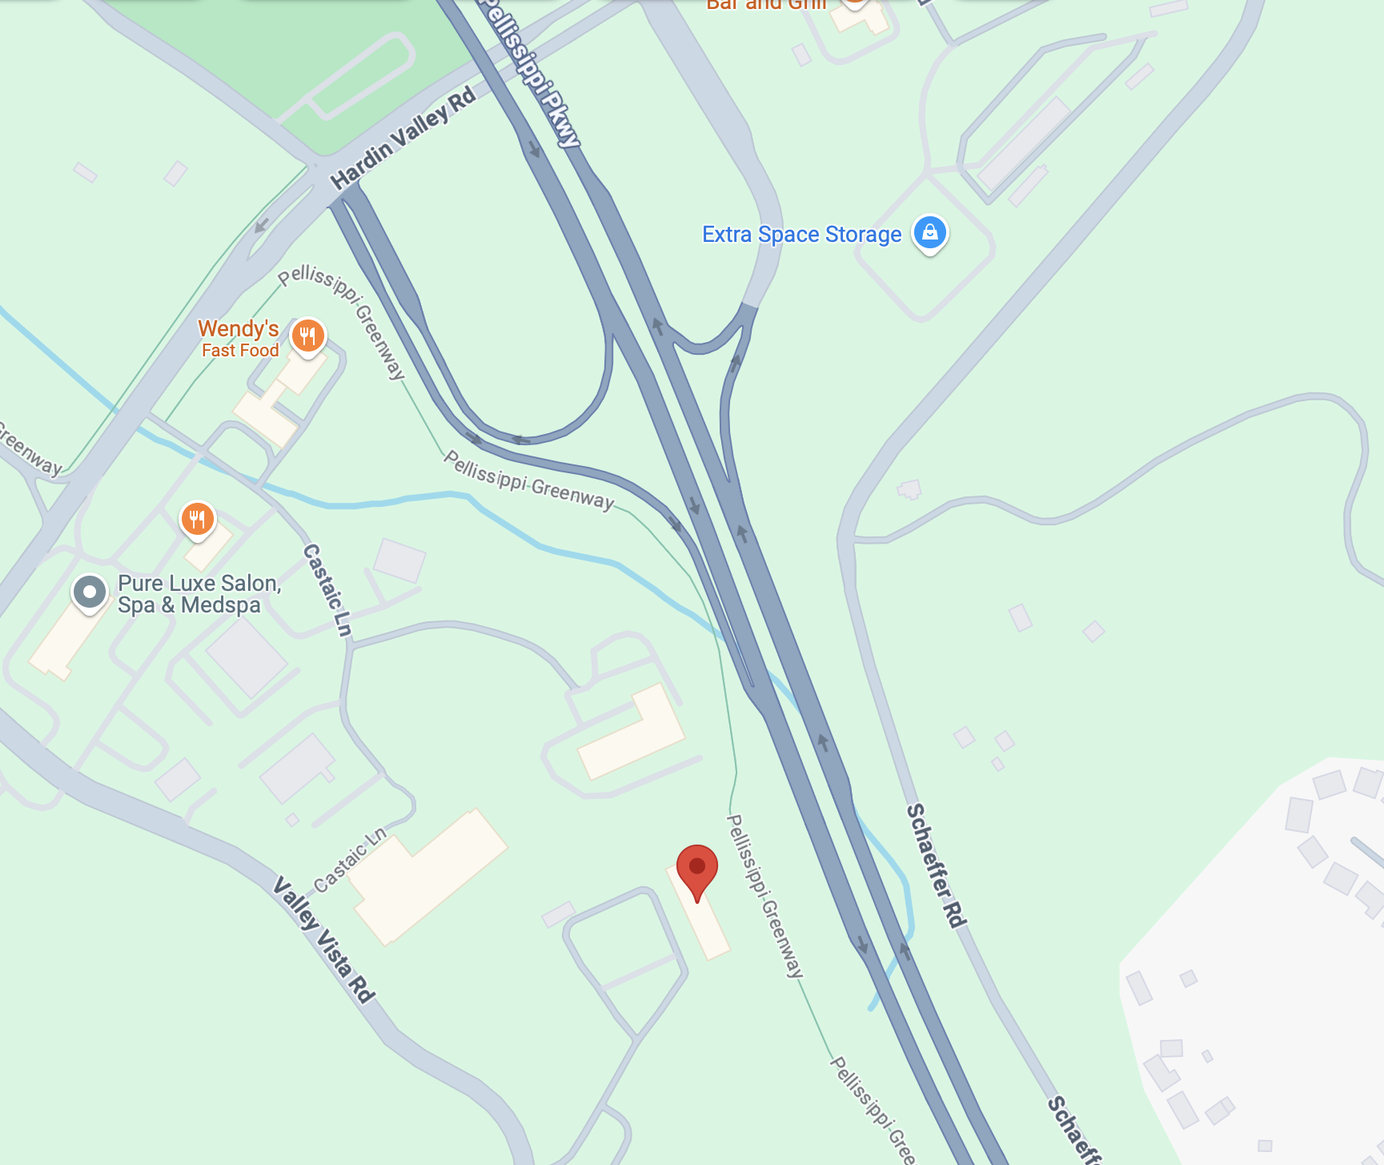 Bar and Grill
Pellissippi Pkwy
Hardin Valley Rd
Extra Space Storage
Pellissippi Greenway
Wendy's
Fast Food
Greenway
Pellissippi Greenway
Castaic Ln
Pure Luxe Salon,
Spa & Medspa
Schaeffer Rd
Pellissippi Greenway
Castaic Ln
Valley Vista Rd
Pellissippi Gree
Schaeff